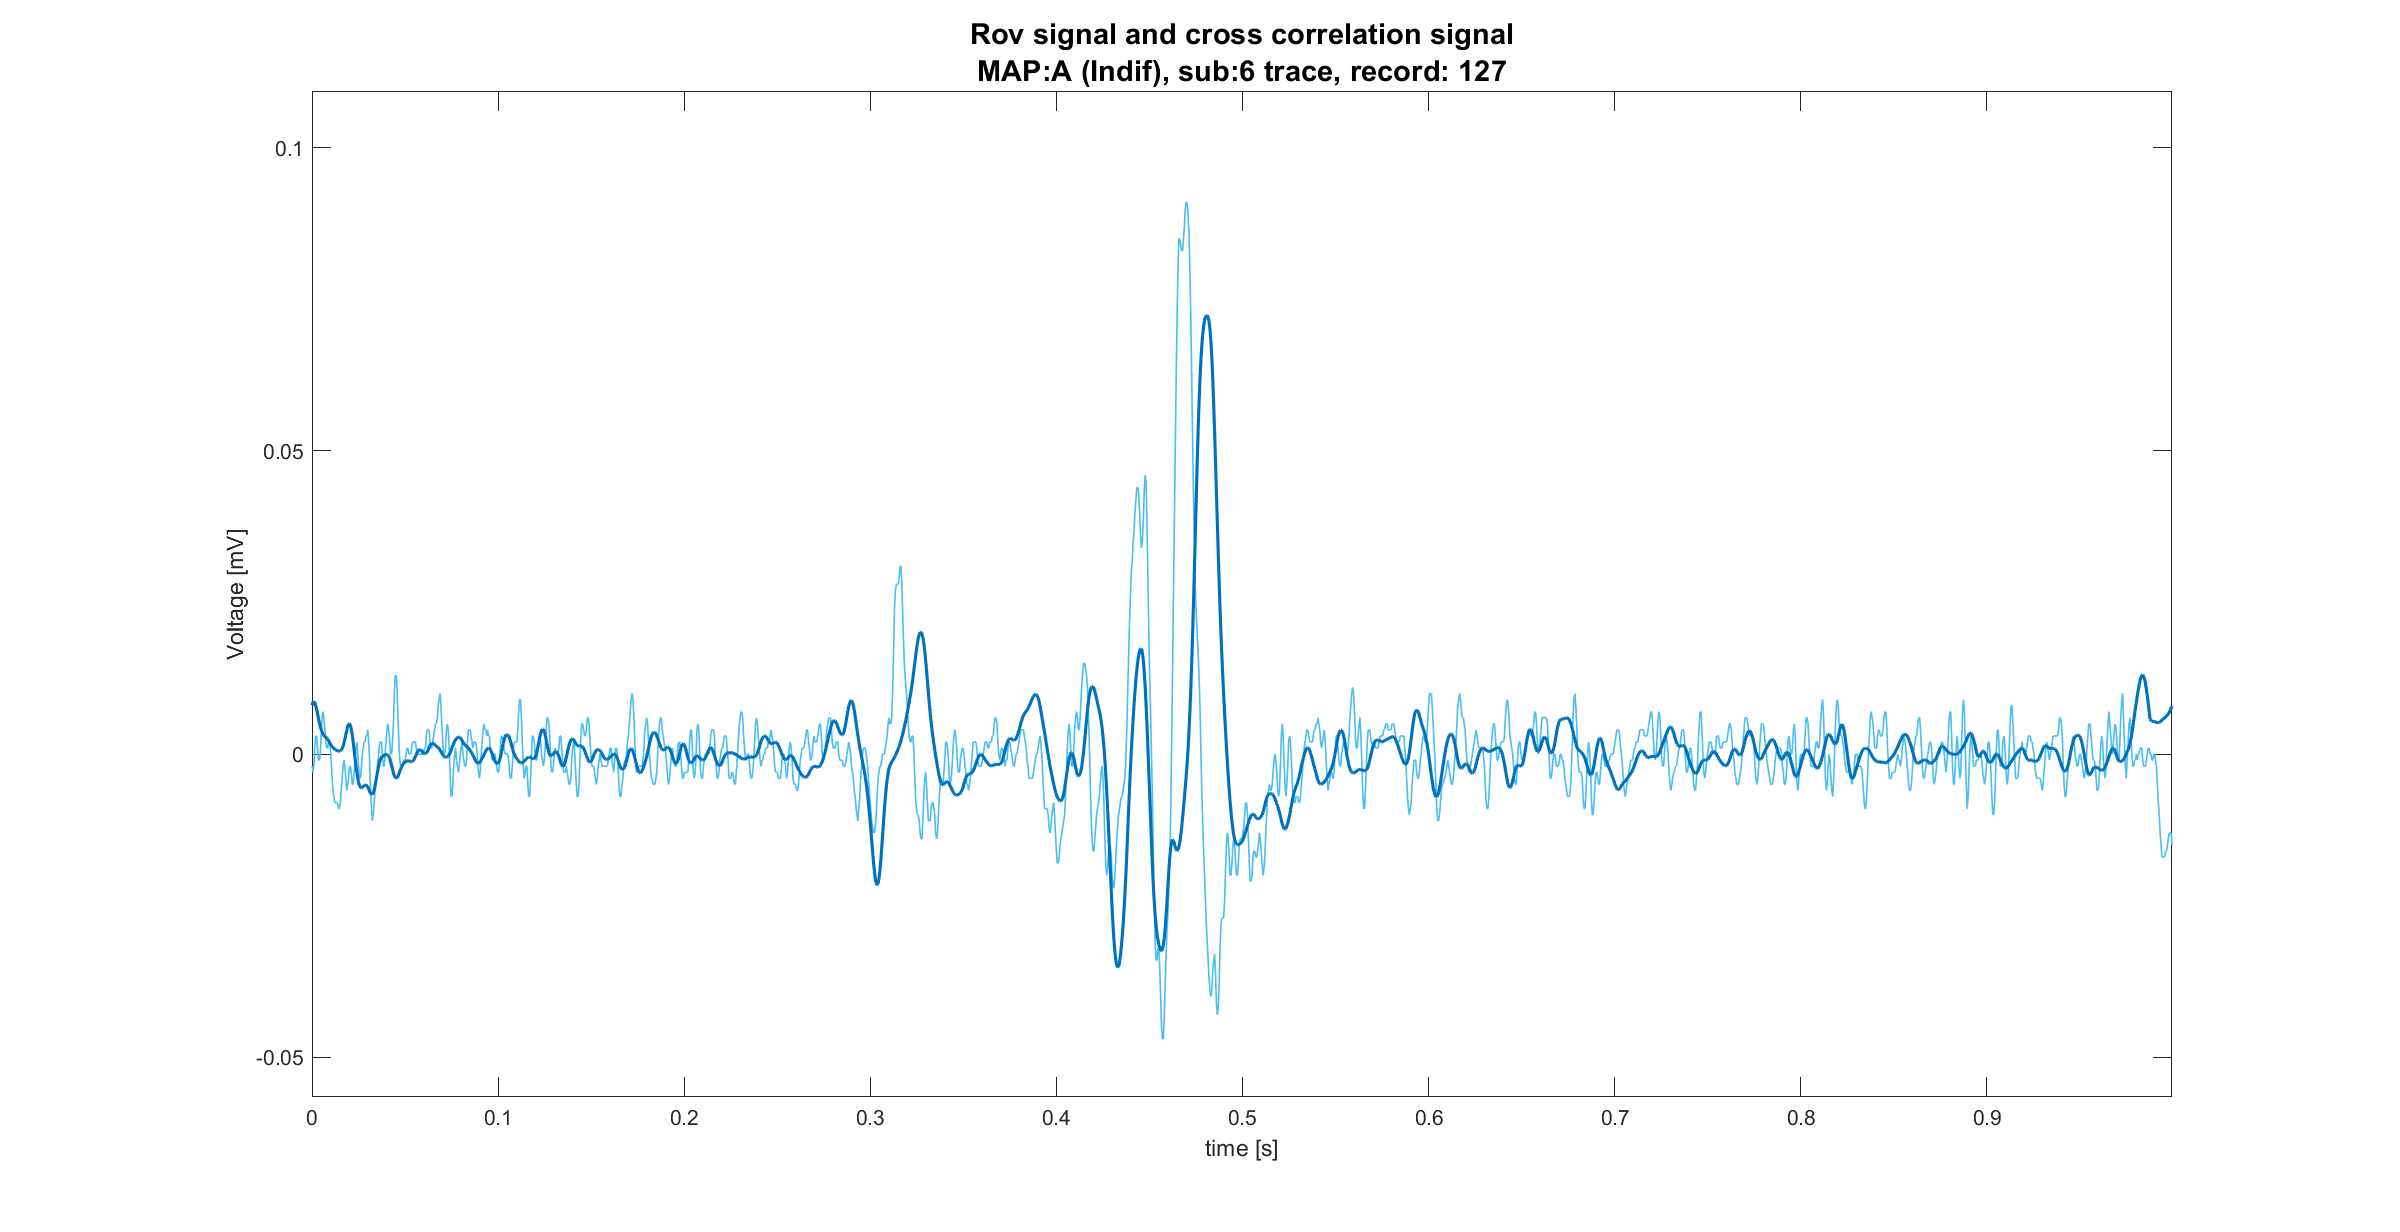 Rov signal and cross correlation signal
MAP:A (Indif), sub:6 trace, record: 127
0.1
0.05
0
-0.05
Voltage [mV]
0 0.1 0.2 0.3 0.4 0.5 0.6 0.7 0.8 0.9
time [s]